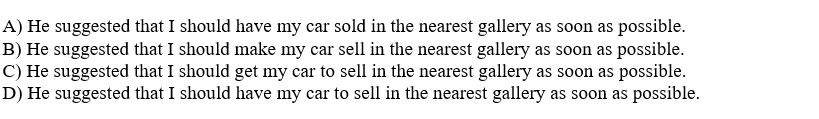 A) He suggested that I should have my car sold in the nearest gallery as soon as possible.
B) He suggested that I should make my car sell in the nearest gallery as soon as possible.
C) He suggested that I should get my car to sell in the nearest gallery as soon as possible.
D) He suggested that I should have my car to sell in the nearest gallery as soon as possible.